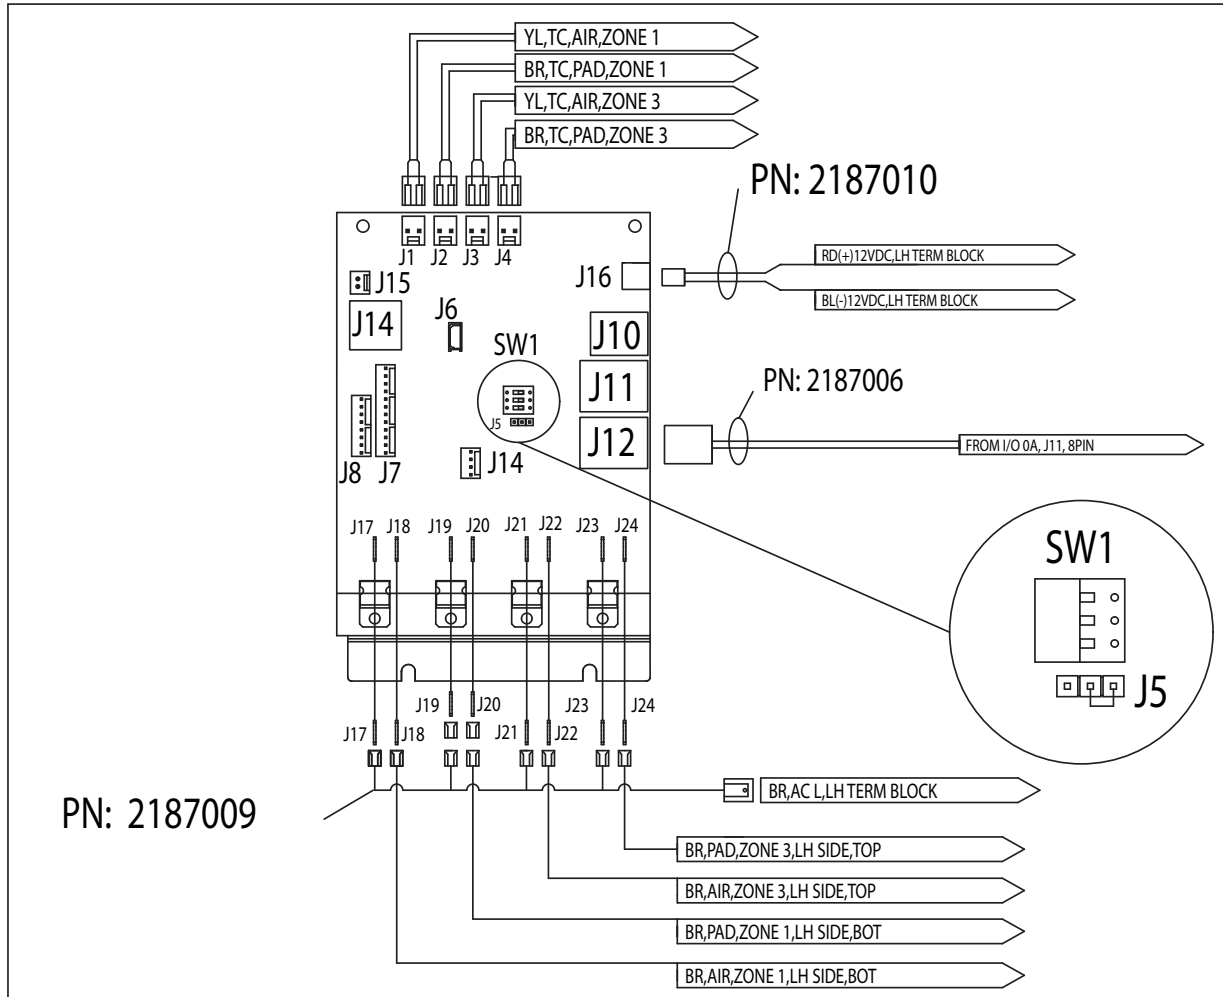 YL,TC,AIR,ZONE 1
BR,TC,PAD,ZONE 1
YL,TC,AIR,ZONE 3
BR,TC,PAD,ZONE 3
PN: 2187010
J1 J2 J3 J4
J16
RD(+)12VDC,LH TERM BLOCK
BL(-)12VDC,LH TERM BLOCK
J15
J14
J6
SW1
J10
J11
J12
J5
PN: 2187006
FROM I/O 0A, J11, 8PIN
J8 J7
J14
J17 J18 J19 J20 J21 J22 J23 J24
SW1
J5
J19 J20 J23 J24
J17 J18 J21 J22
PN: 2187009
BR,AC L,LH TERM BLOCK
BR,PAD,ZONE 3,LH SIDE,TOP
BR,AIR,ZONE 3,LH SIDE,TOP
BR,PAD,ZONE 1,LH SIDE,BOT
BR,AIR,ZONE 1,LH SIDE,BOT